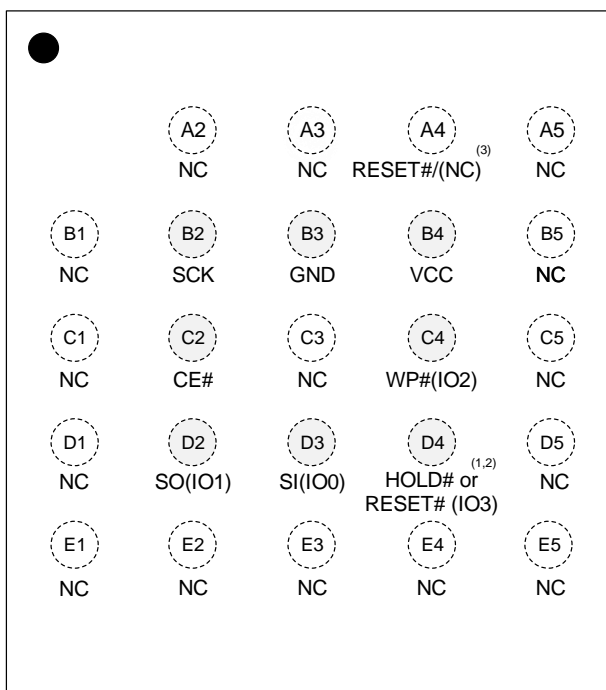 A2 A3 A4 A5
(3)
NC NC RESET#/(NC) NC
B1 B2 B3 B4 B5
NC SCK GND VCC NC
C1 C2 C3 C4 C5
NC CE# NC WP#(IO2) NC
D1 D2 D3 D4 D5
(1,2)
NC SO(IO1) SI(IO0) HOLD# or NC
RESET# (IO3)
E1 E2 E3 E4 E5
NC NC NC NC NC